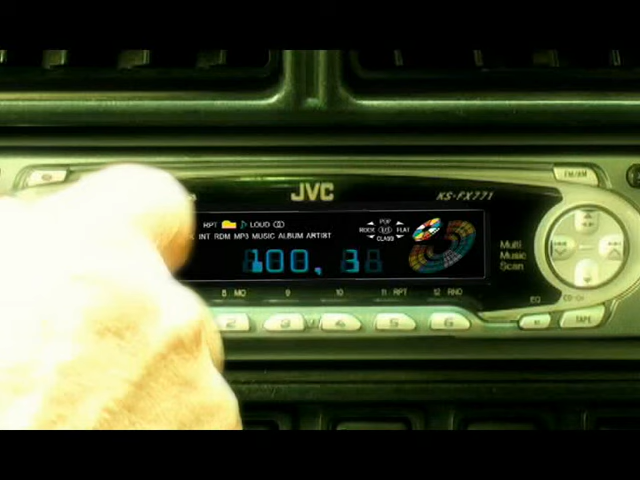 JVC
KS-FX771
FM/AM
RPT LOUD
POP
ROCK FLAT
CLASS
INT RDM MP3 MUSIC ALBUM ARTIST
100.3
Multi
Music
Scan
8 MO 9 10 11 RPT 12 RND
EQ
2 3 4 5 6
TAPE